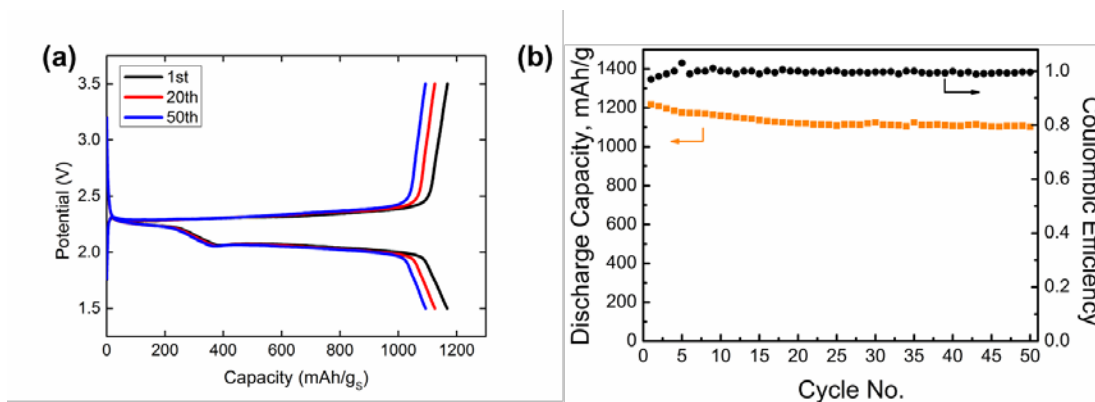 (a)
1st
20th
50th
3.5
3.0
2.5
2.0
1.5
Potential (V)
0 200 400 600 800 1000 1200
Capacity (mAh/gS)
(b)
1400
1200
1000
800
600
400
200
0
Discharge Capacity, mAh/g
1.0
0.8
0.6
0.4
0.2
0.0
Coulombic Efficiency
0 5 10 15 20 25 30 35 40 45 50
Cycle No.